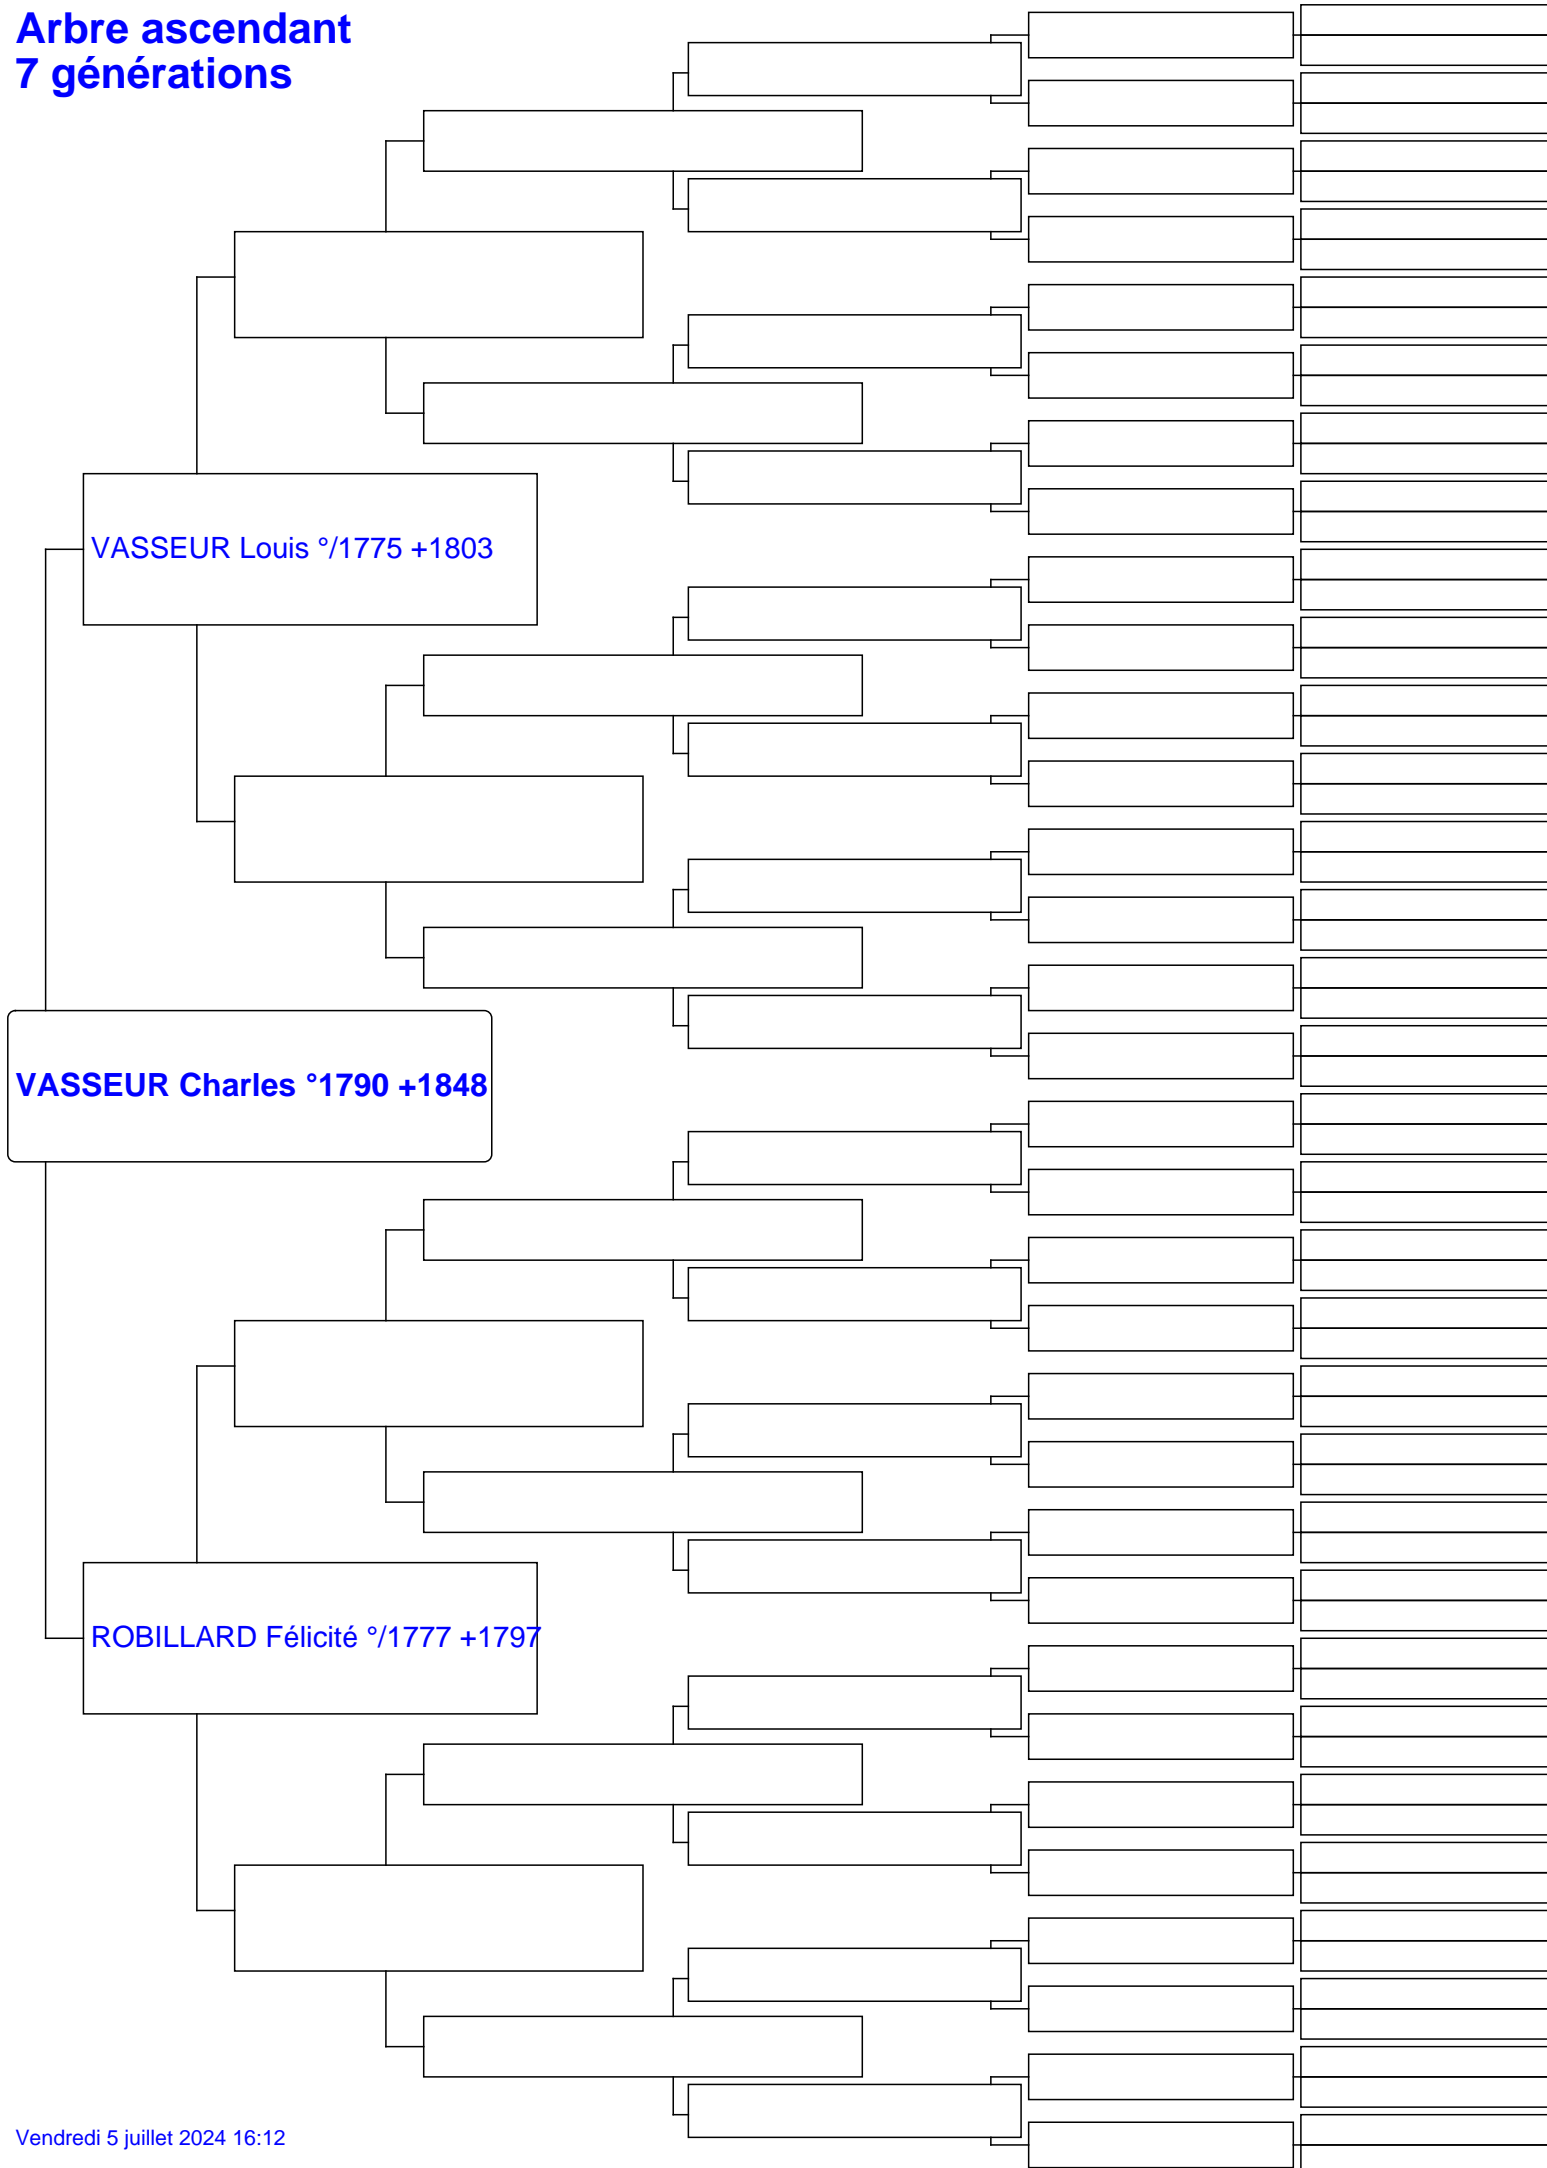 Arbre ascendant
7 générations
VASSEUR Louis °/1775 +1803
VASSEUR Charles °1790 +1848
ROBILLARD Félicité °/1777 +1797
Vendredi 5 juillet 2024 16:12